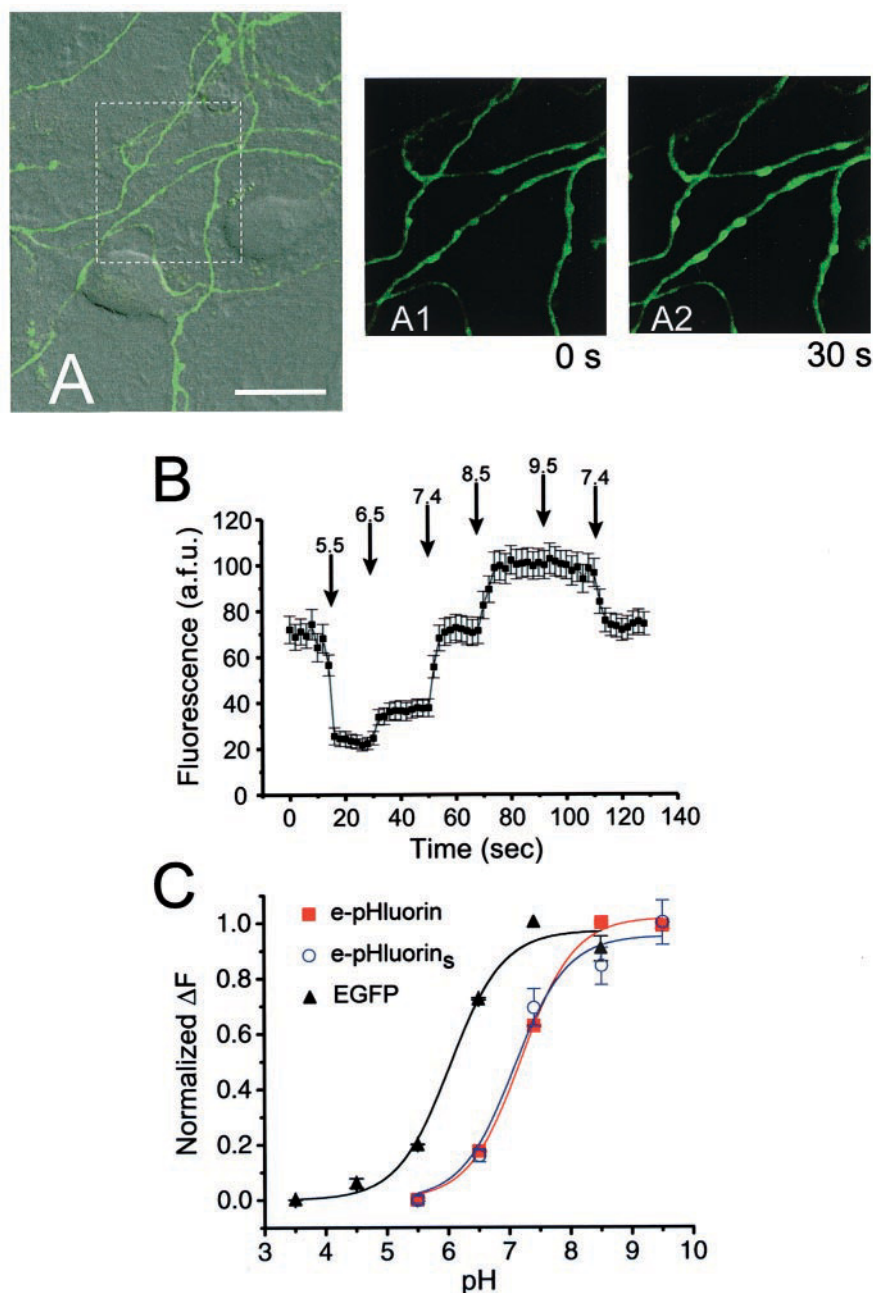 A
A1
0 s
A2
30 s
B
5.5
6.5
7.4
8.5
9.5
7.4
Fluorescence (a.f.u.)
120
100
80
60
40
20
0
0 20 40 60 80 100 120 140
Time (sec)
C
e-pHluorin
e-pHluorins
EGFP
Normalized ΔF
1.0
0.8
0.6
0.4
0.2
0.0
3 4 5 6 7 8 9 10
pH